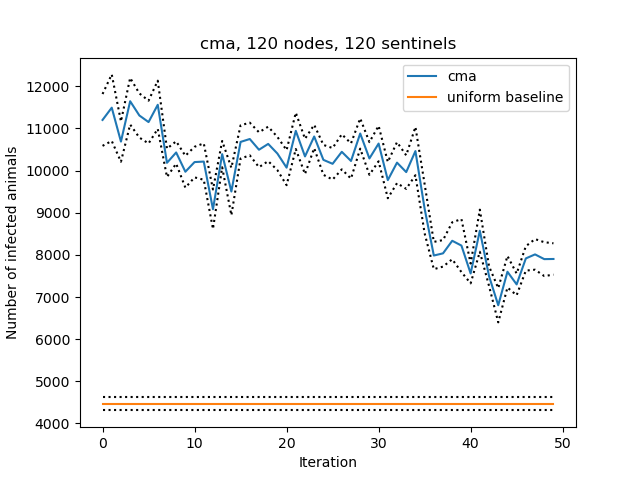 cma, 120 nodes, 120 sentinels
cma
uniform baseline
Number of infected animals
12000
11000
10000
9000
8000
7000
6000
5000
4000
0 10 20 30 40 50
Iteration